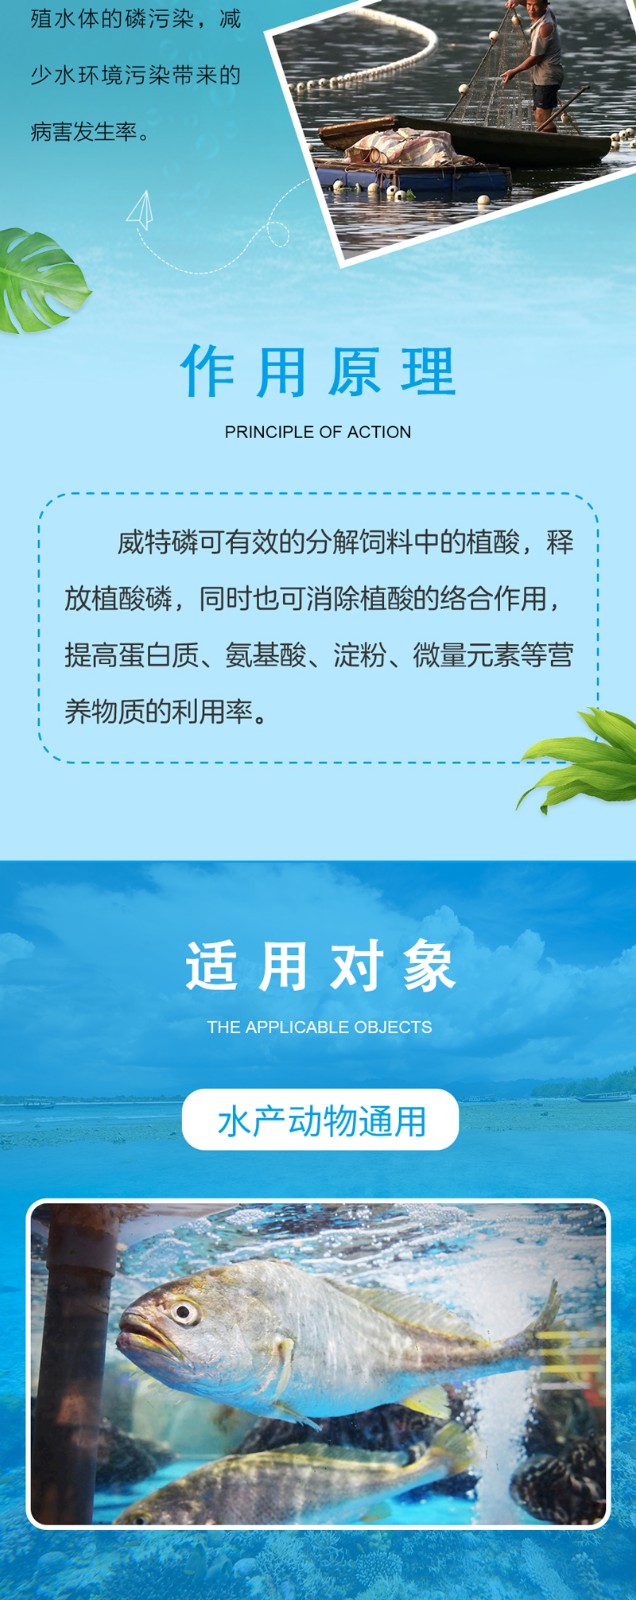 殖水体的磷污染，减
少水环境污染带来的
病害发生率。
作用原理
PRINCIPLE OF ACTION
威特磷可有效的分解饲料中的植酸，释
放植酸磷，同时也可消除植酸的络合作用，
提高蛋白质、氨基酸、淀粉、微量元素等营
养物质的利用率。
适用对象
THE APPLICABLE OBJECTS
水产动物通用